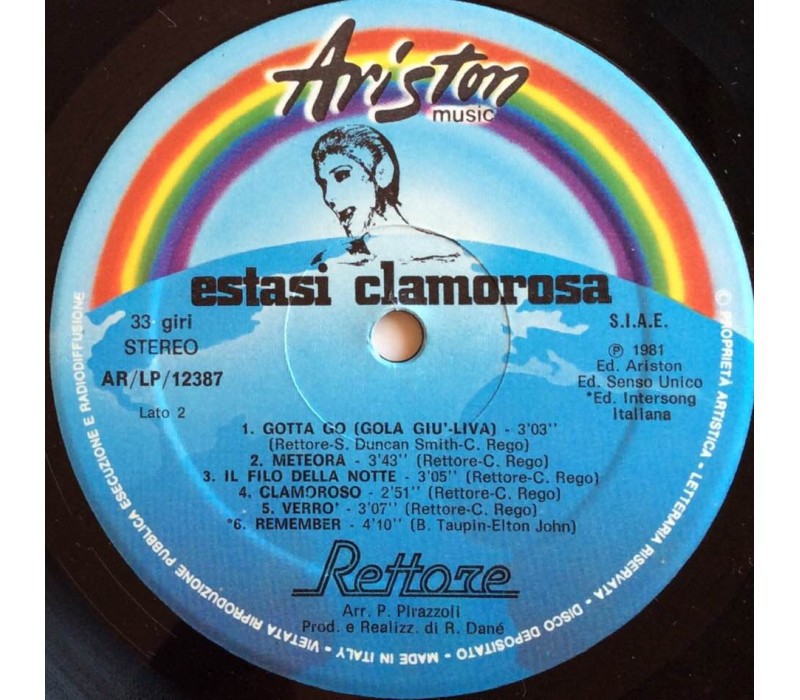 Ariston
music
estasi clamorosa
33 giri
STEREO
AR/LP/12387
Lato 2
S.I.A.E.
Ⓟ 1981
Ed. Ariston
Ed. Senso Unico
*Ed. Intersong
Italiana
1. GOTTA GO (GOLA GIU'-LIVA) - 3'03''
(Rettore-S. Duncan Smith-C. Rego)
2. METEORA - 3'43'' (Rettore-C. Rego)
3. IL FILO DELLA NOTTE - 3'05'' (Rettore-C. Rego)
4. CLAMOROSO - 2'51'' (Rettore-C. Rego)
5. VERRO' - 3'07'' (Rettore-C. Rego)
*6. REMEMBER - 4'10'' (B. Taupin-Elton John)
Rettore
Arr. P. Pirazzoli
Prod. e Realizz. di R. Dané
© PROPRIETÀ ARTISTICA - LETTERARIA RISERVATA - DISCO DEPOSITATO - MADE IN ITALY - VIETATA RIPRODUZIONE PUBBLICA ESECUZIONE E RADIODIFFUSIONE